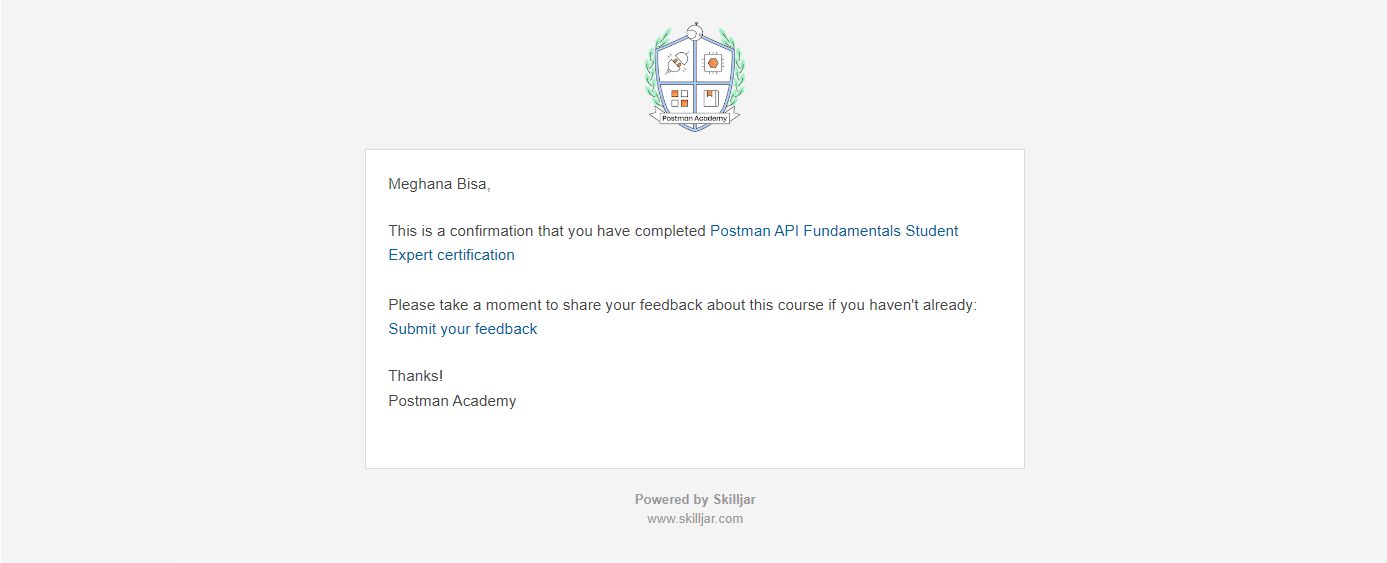 Postman Academy
Meghana Bisa,
This is a confirmation that you have completed Postman API Fundamentals Student
Expert certification
Please take a moment to share your feedback about this course if you haven't already:
Submit your feedback
Thanks!
Postman Academy
Powered by Skilljar
www.skilljar.com